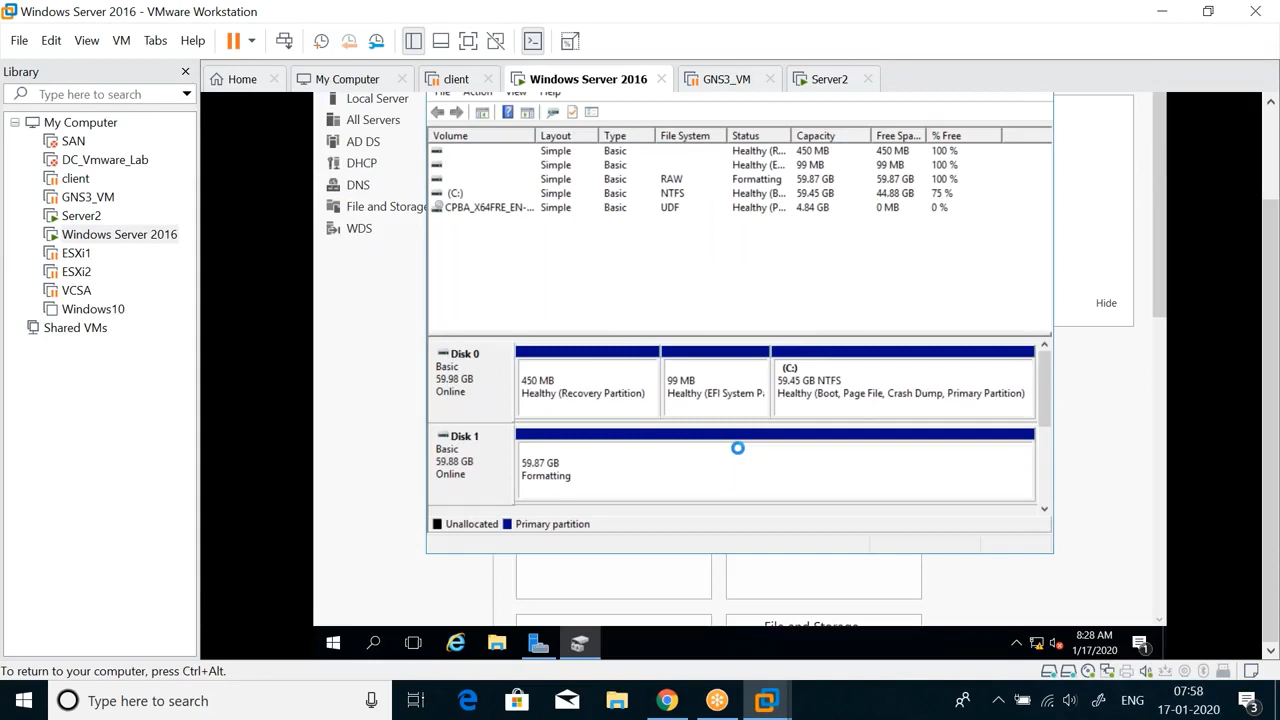 Windows Server 2016 - VMware Workstation
File Edit View VM Tabs Help
Library
Type here to search
My Computer
SAN
DC_Vmware_Lab
client
GNS3_VM
Server2
Windows Server 2016
ESXi1
ESXi2
VCSA
Windows10
Shared VMs
Home My Computer client Windows Server 2016 GNS3_VM Server2
Local Server
All Servers
AD DS
DHCP
DNS
File and Storage
WDS
File Action View Help
Volume Layout Type File System Status Capacity Free Spa... % Free
Simple Basic Healthy (R... 450 MB 450 MB 100 %
Simple Basic Healthy (E... 99 MB 99 MB 100 %
Simple Basic RAW Formatting 59.87 GB 59.87 GB 100 %
(C:) Simple Basic NTFS Healthy (B... 59.45 GB 44.88 GB 75 %
CPBA_X64FRE_EN-... Simple Basic UDF Healthy (P... 4.84 GB 0 MB 0 %
Hide
Disk 0
Basic
59.98 GB
Online
450 MB
Healthy (Recovery Partition)
99 MB
Healthy (EFI System P
(C:)
59.45 GB NTFS
Healthy (Boot, Page File, Crash Dump, Primary Partition)
Disk 1
Basic
59.88 GB
Online
59.87 GB
Formatting
Unallocated Primary partition
File and Storage
8:28 AM
1/17/2020
1
To return to your computer, press Ctrl+Alt.
Type here to search
ENG
07:58
17-01-2020
3